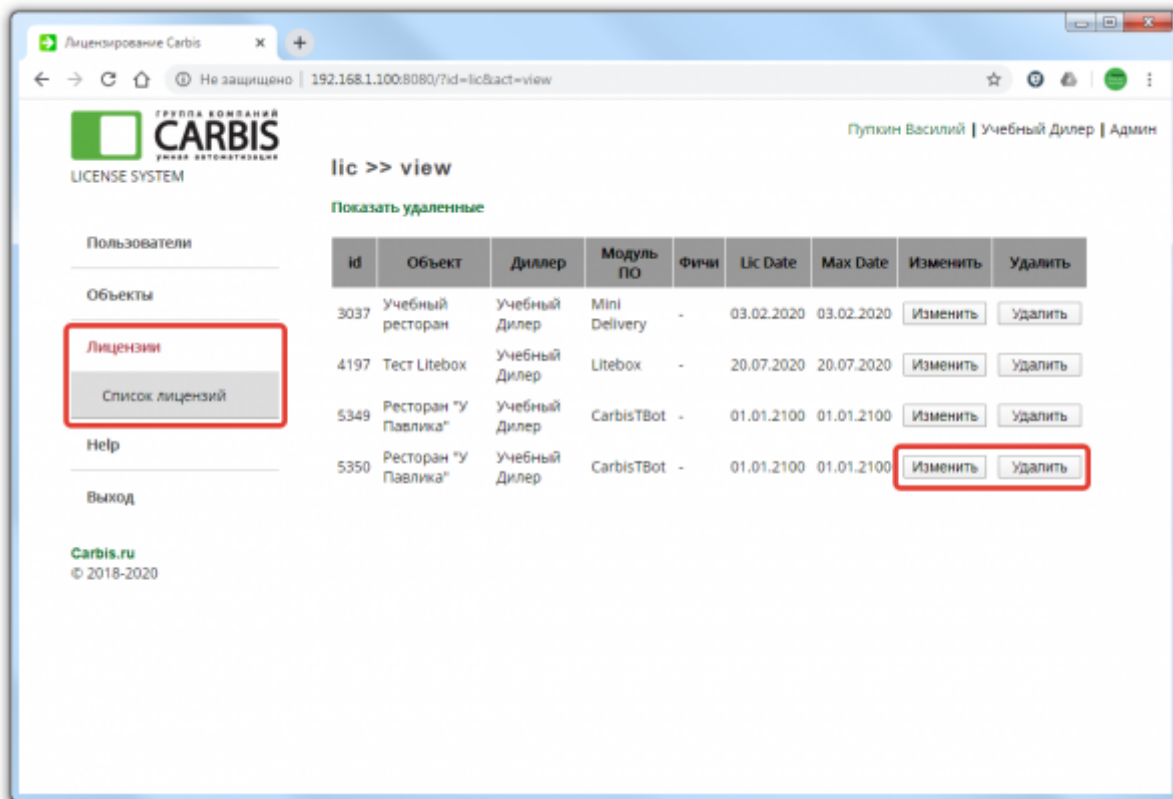 Лицензирование Carbis
Не защищено | 192.168.1.100:8080/?id=lic&act=view
ГРУППА КОМПАНИЙ
CARBIS
умная автоматизация
LICENSE SYSTEM
Пупкин Василий | Учебный Дилер | Админ
lic >> view
Показать удаленные
Пользователи
Объекты
Лицензии
Список лицензий
Help
Выход
Carbis.ru
© 2018-2020
id Объект Диллер Модуль ПО Фичи Lic Date Max Date Изменить Удалить
3037 Учебный ресторан Учебный Дилер Mini Delivery - 03.02.2020 03.02.2020 Изменить Удалить
4197 Тест Litebox Учебный Дилер Litebox - 20.07.2020 20.07.2020 Изменить Удалить
5349 Ресторан "У Павлика" Учебный Дилер CarbisTBot - 01.01.2100 01.01.2100 Изменить Удалить
5350 Ресторан "У Павлика" Учебный Дилер CarbisTBot - 01.01.2100 01.01.2100 Изменить Удалить